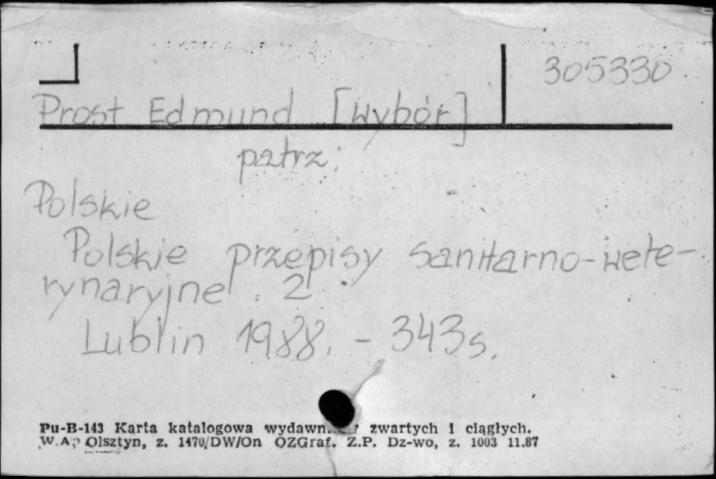 305330
Prost Edmund [Wybór]
patrz:
Polskie
Polskie przepisy sanitarno-wete-
rynaryjne. 2.
Lublin 1988. - 343s.
Pu-B-143 Karta katalogowa wydawn. zwartych i ciągłych.
W.A. Olsztyn, z. 1470/DW/On OZGraf. Z.P. Dz-wo, z. 1003 11.87